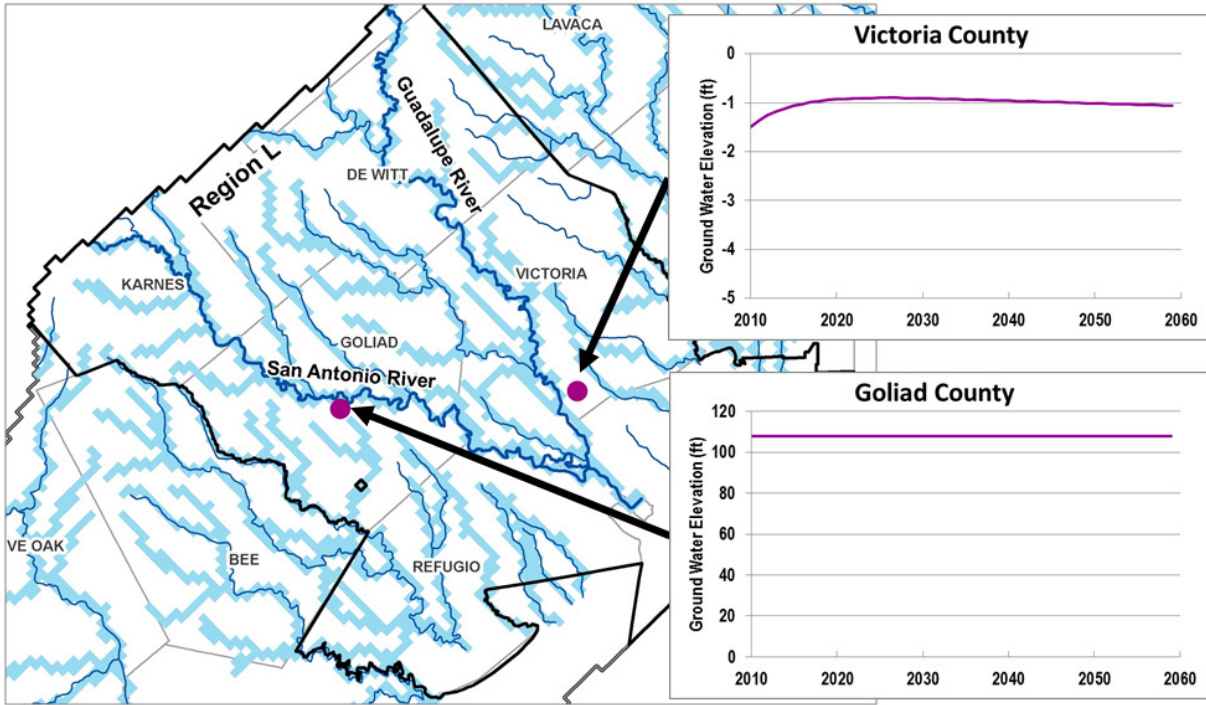 LAVACA
Guadalupe River
Region L
DE WITT
KARNES
VICTORIA
GOLIAD
San Antonio River
VE OAK
BEE
REFUGIO
Victoria County
Ground Water Elevation (ft)
0
-1
-2
-3
-4
-5
2010 2020 2030 2040 2050 2060
Goliad County
Ground Water Elevation (ft)
120
100
80
60
40
20
0
2010 2020 2030 2040 2050 2060